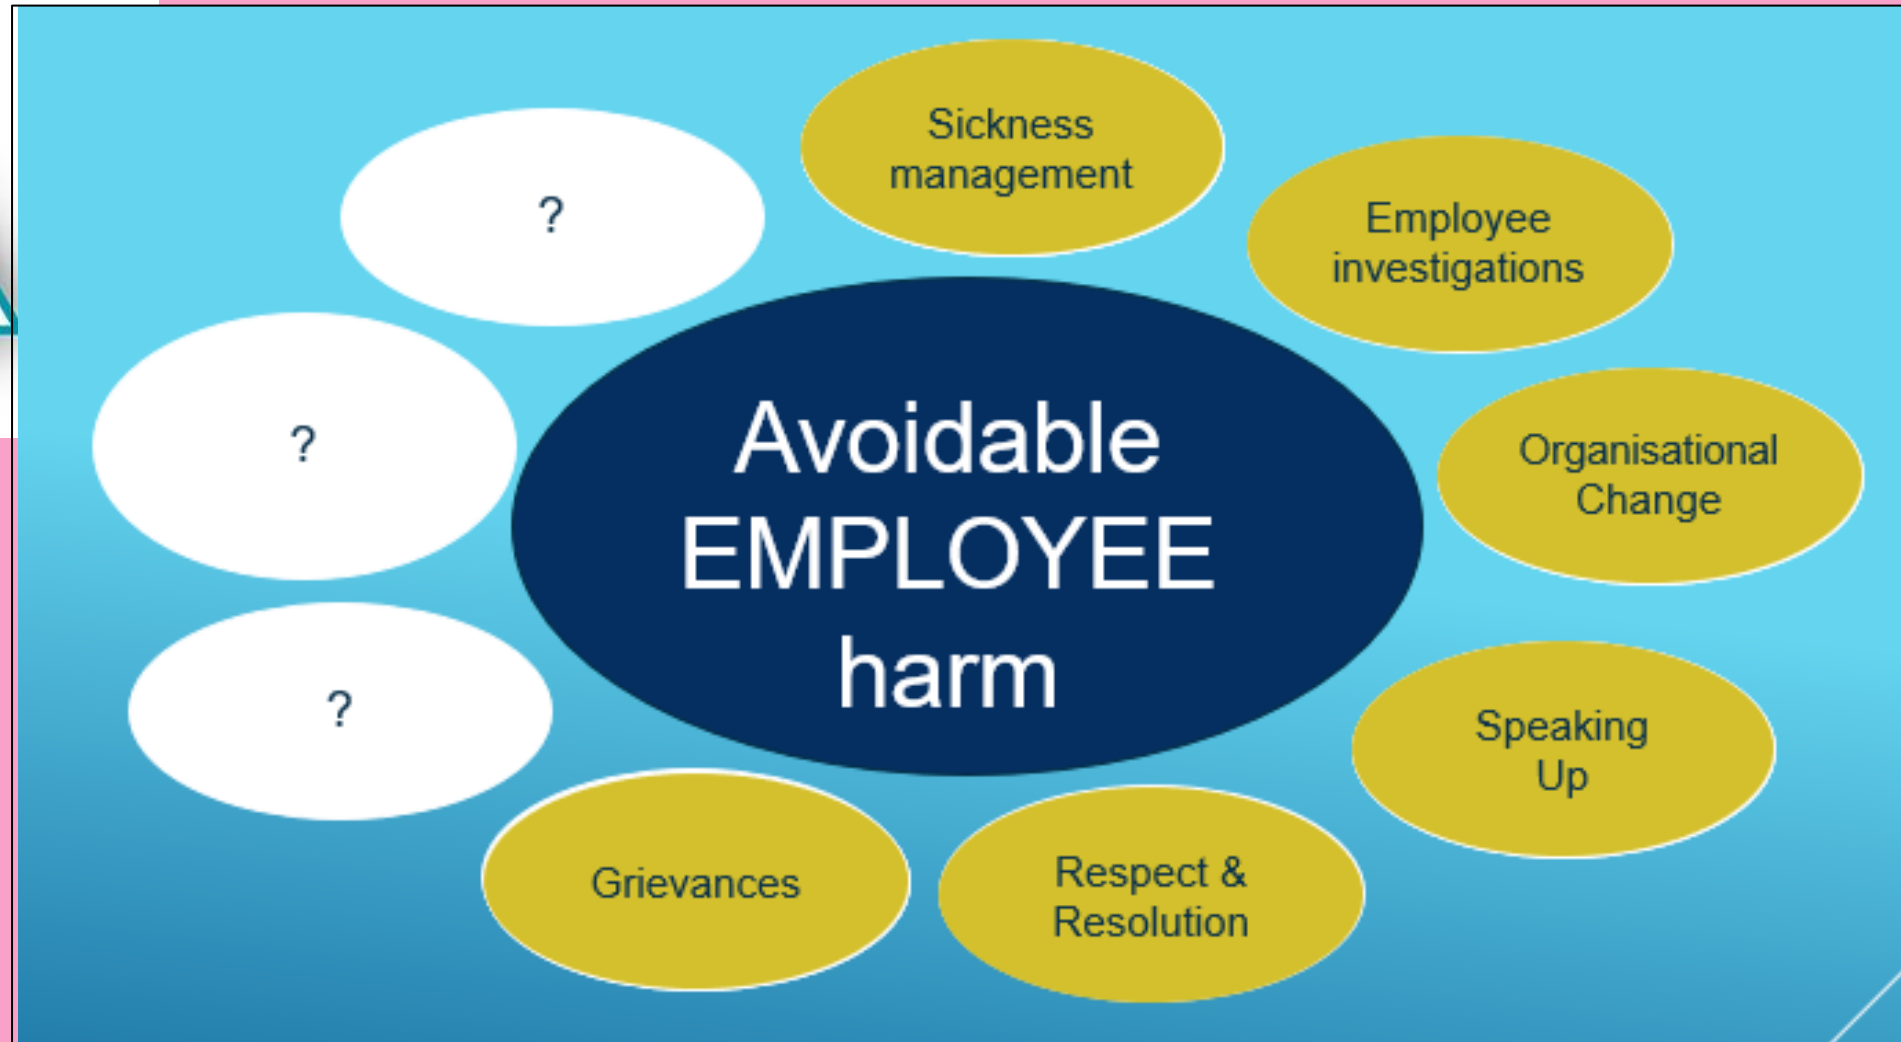 Sickness
management
?
Employee
investigations
?
Avoidable
EMPLOYEE
harm
Organisational
Change
?
Speaking
Up
Grievances
Respect &
Resolution